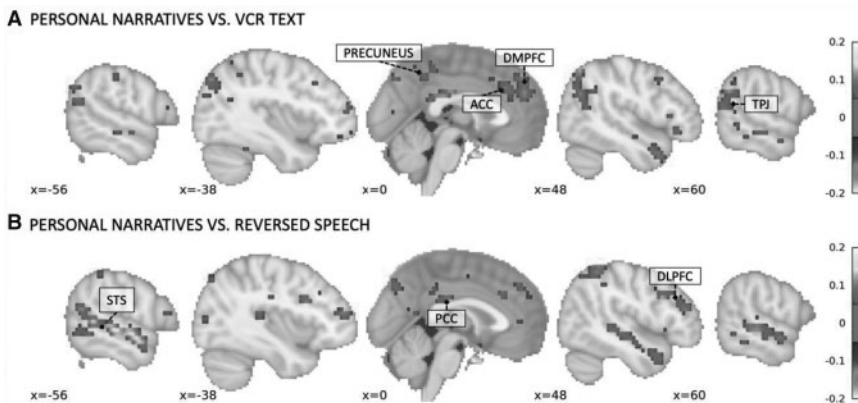 A PERSONAL NARRATIVES VS. VCR TEXT
PRECUNEUS
DMPFC
ACC
TPJ
0.2
0.1
0
-0.1
-0.2
x=-56
x=-38
x=0
x=48
x=60
B PERSONAL NARRATIVES VS. REVERSED SPEECH
STS
PCC
DLPFC
0.2
0.1
0
-0.1
-0.2
x=-56
x=-38
x=0
x=48
x=60